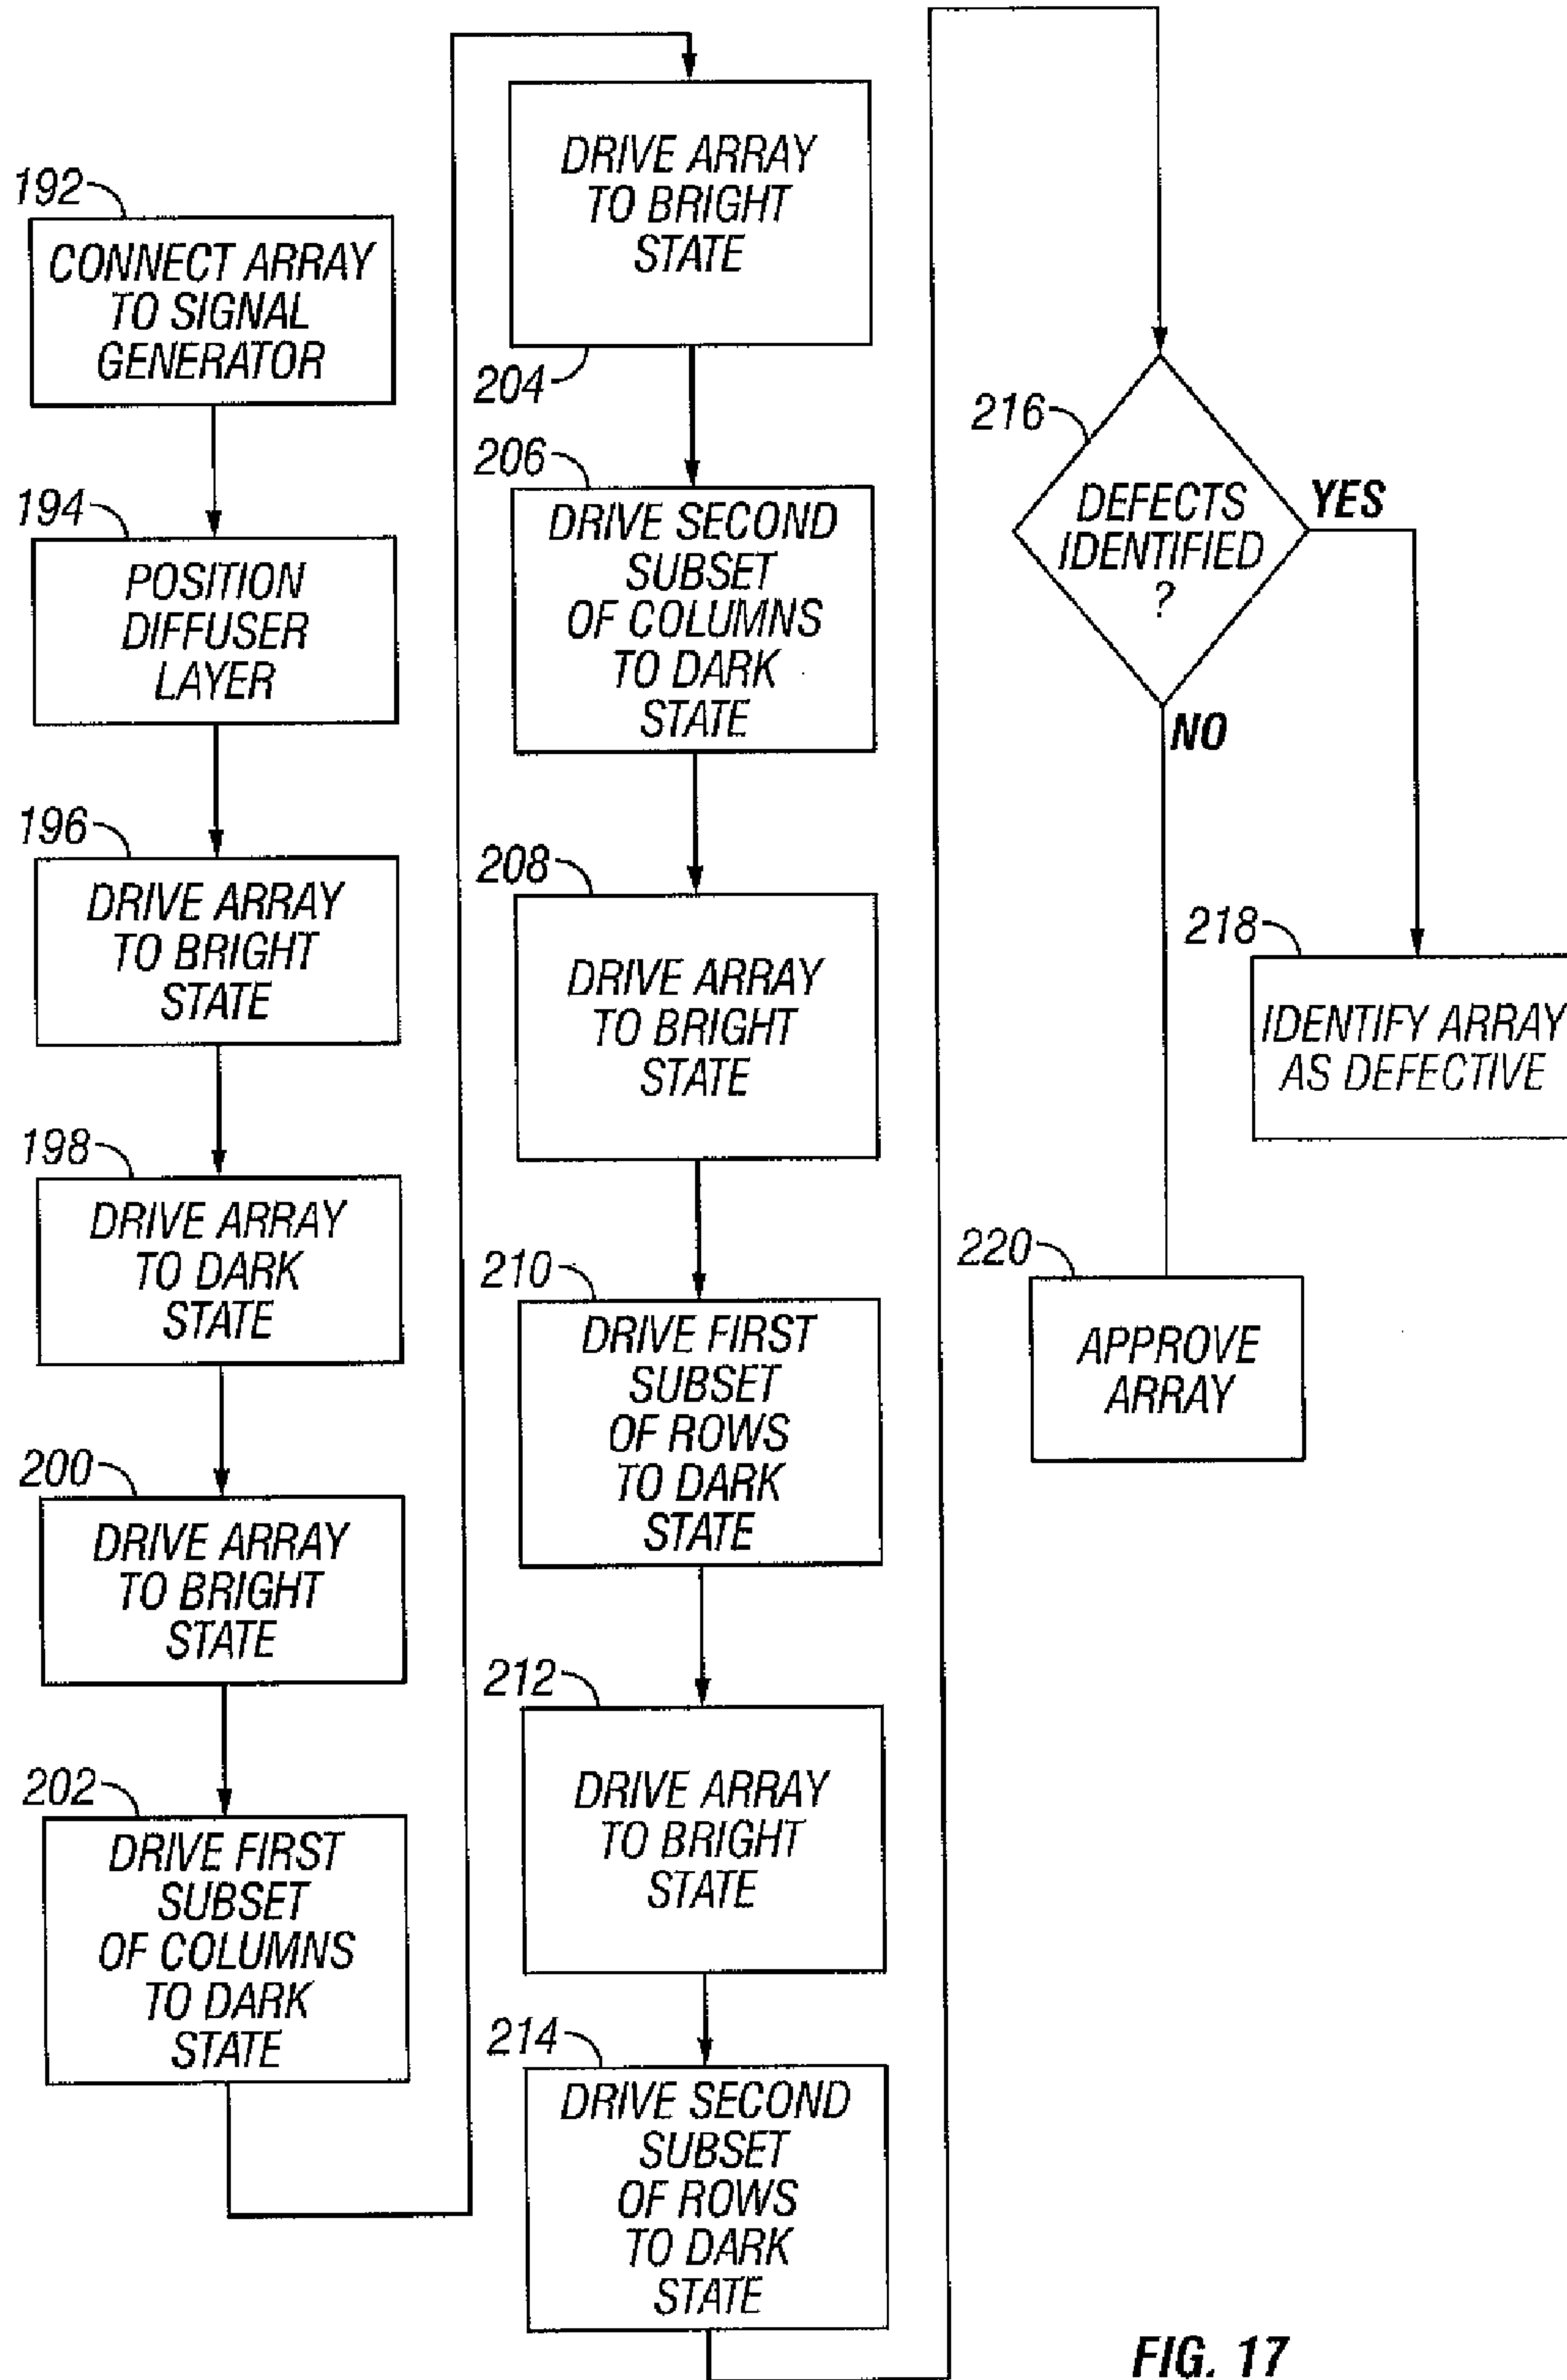 192
CONNECT ARRAY
TO SIGNAL
GENERATOR
194
POSITION
DIFFUSER
LAYER
196
DRIVE ARRAY
TO BRIGHT
STATE
198
DRIVE ARRAY
TO DARK
STATE
200
DRIVE ARRAY
TO BRIGHT
STATE
202
DRIVE FIRST
SUBSET
OF COLUMNS
TO DARK
STATE
DRIVE ARRAY
TO BRIGHT
STATE
204
206
DRIVE SECOND
SUBSET
OF COLUMNS
TO DARK
STATE
208
DRIVE ARRAY
TO BRIGHT
STATE
210
DRIVE FIRST
SUBSET
OF ROWS
TO DARK
STATE
212
DRIVE ARRAY
TO BRIGHT
STATE
214
DRIVE SECOND
SUBSET
OF ROWS
TO DARK
STATE
216
DEFECTS
IDENTIFIED
?
YES
NO
218
IDENTIFY ARRAY
AS DEFECTIVE
220
APPROVE
ARRAY
FIG. 17